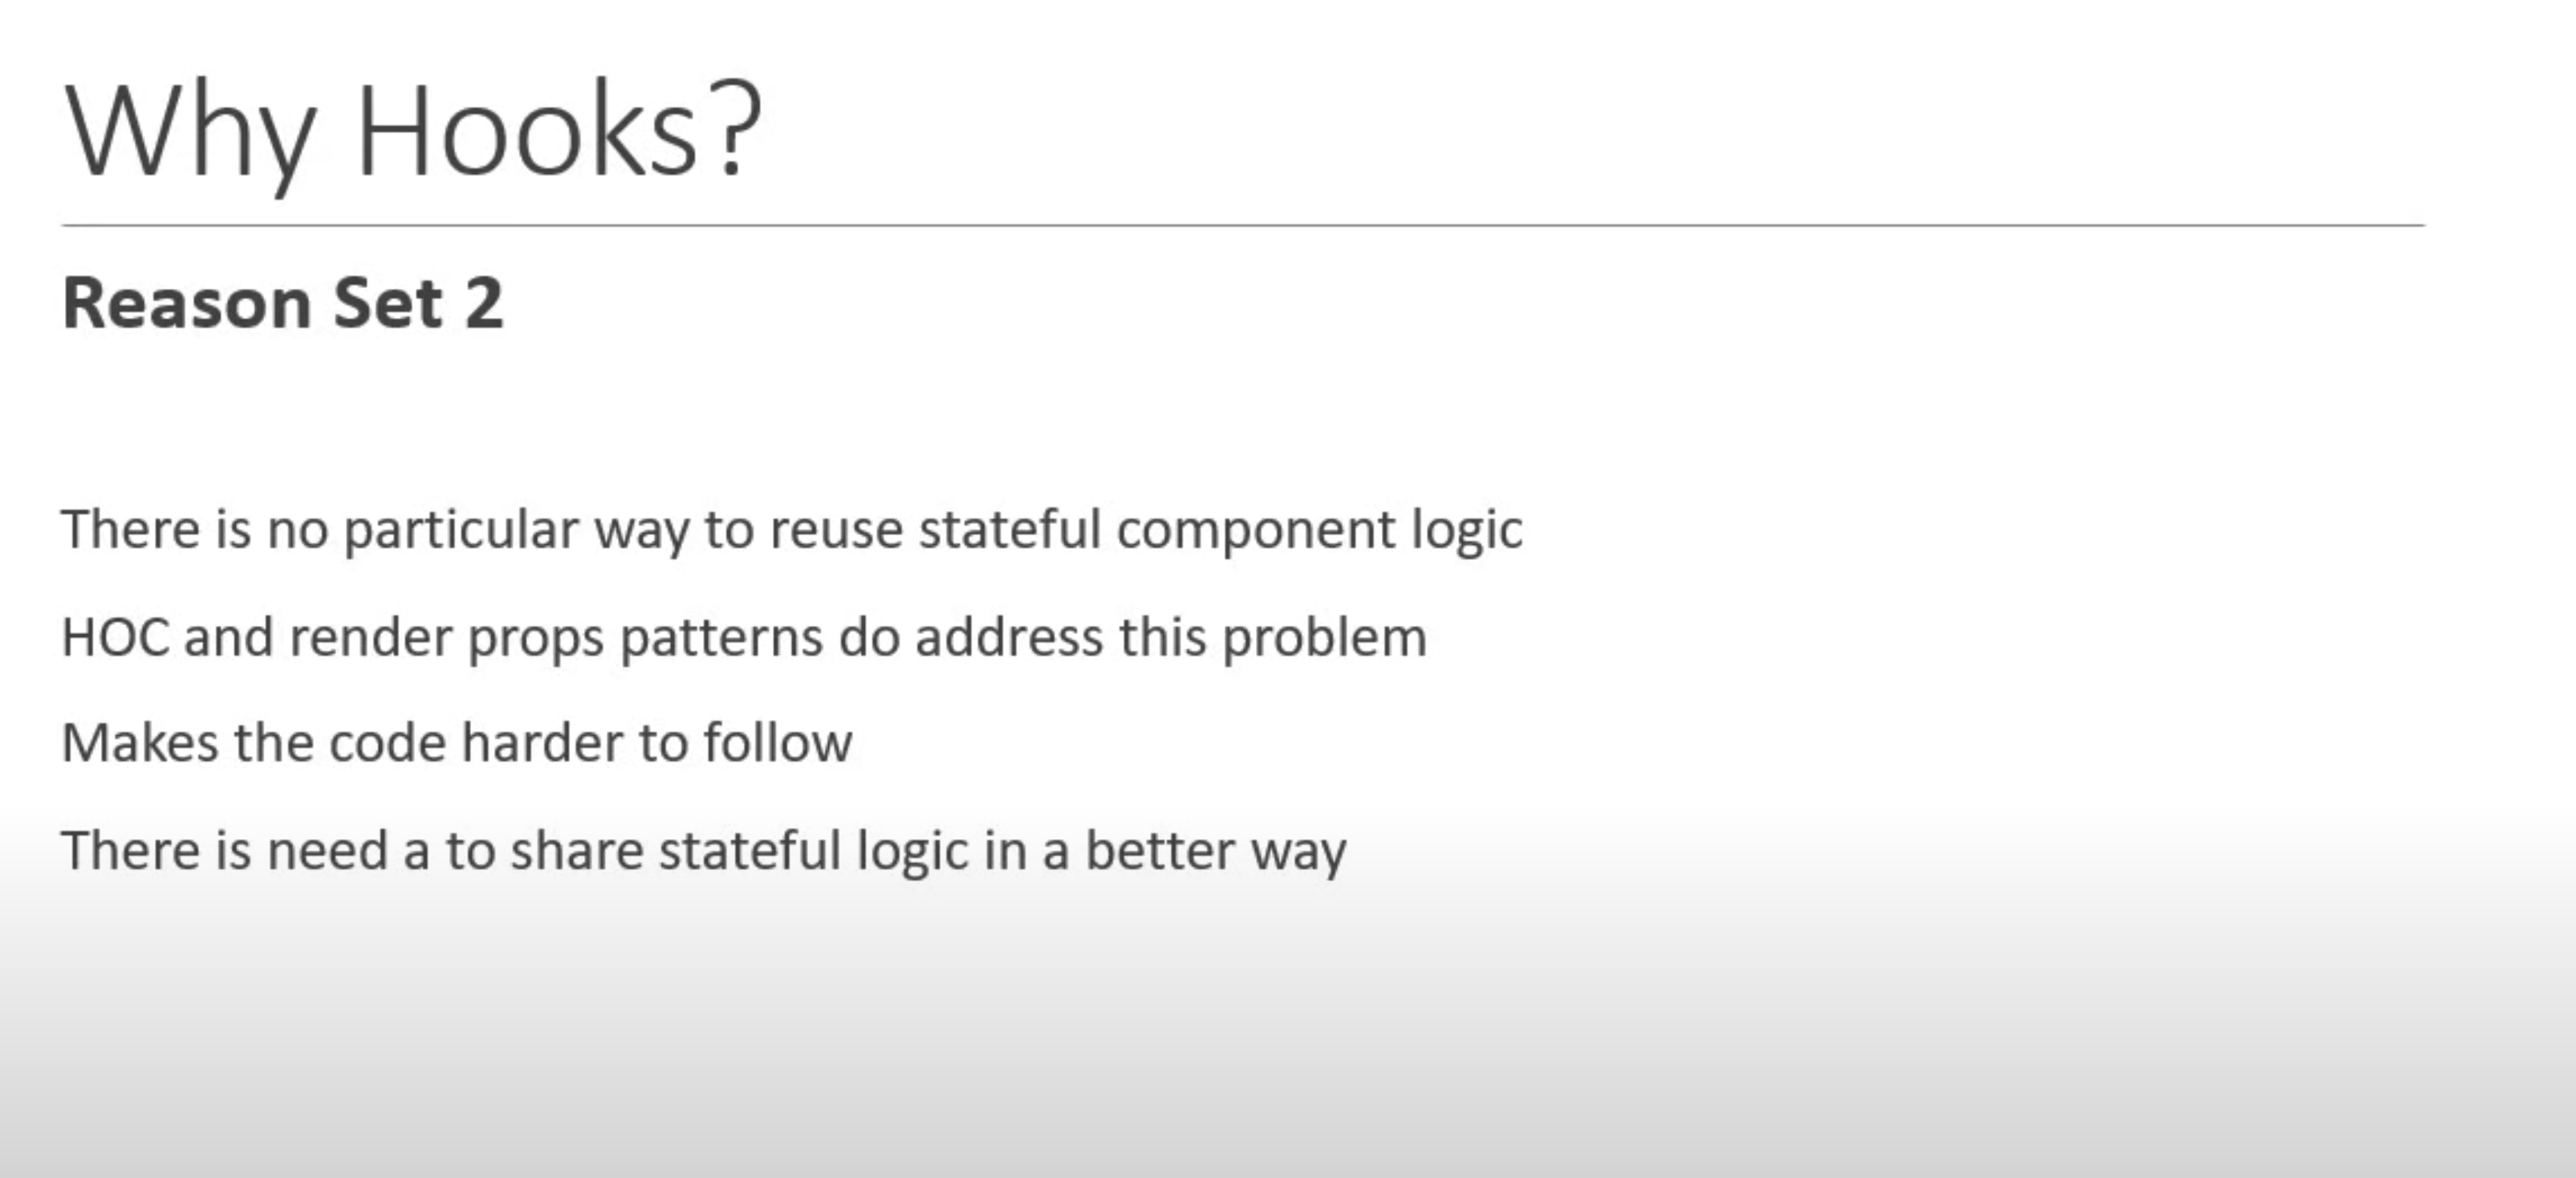 Why Hooks?
Reason Set 2
There is no particular way to reuse stateful component logic
HOC and render props patterns do address this problem
Makes the code harder to follow
There is need a to share stateful logic in a better way